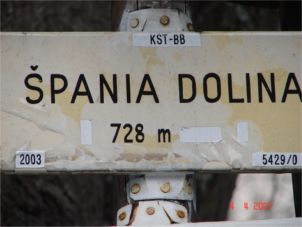 KST-BB
ŠPANIA DOLINA
728 m
2003 5429/0